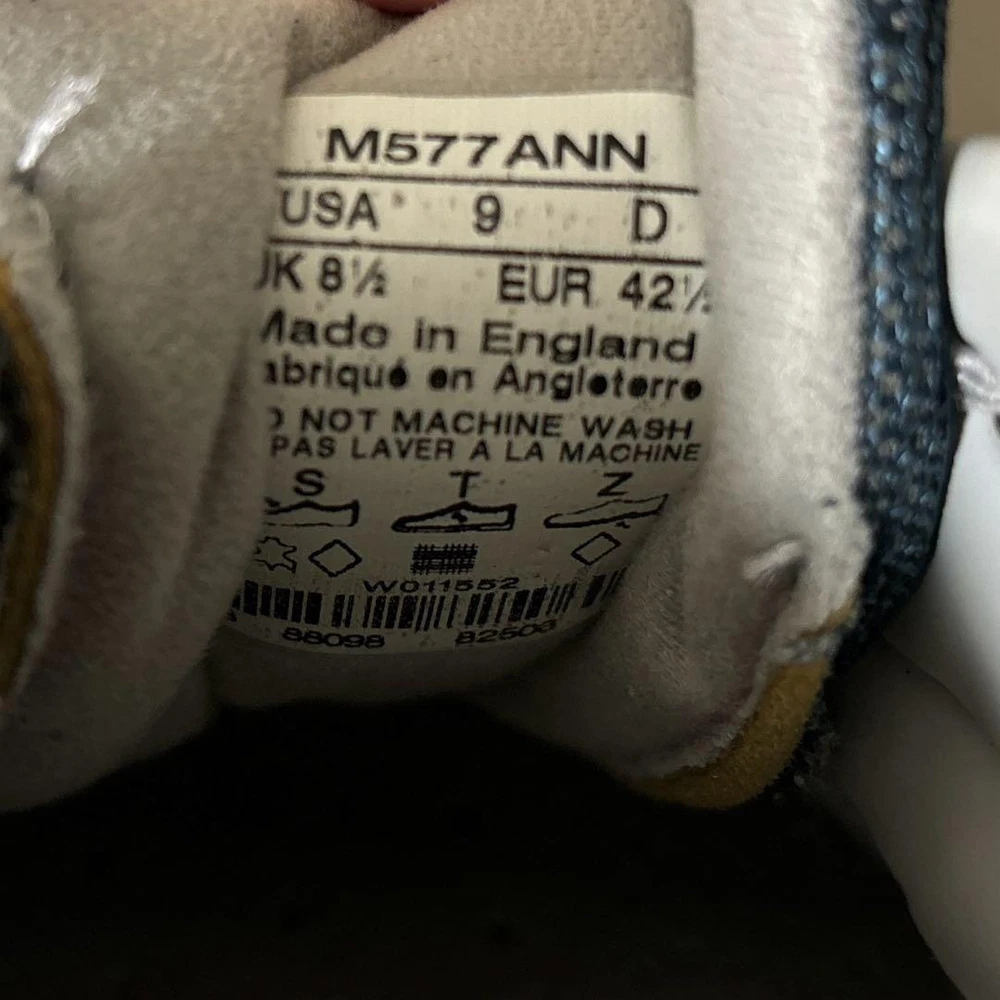 M577ANN
USA 9 D
UK 8½ EUR 42½
Made in England
Fabriqué en Angleterre
DO NOT MACHINE WASH
PAS LAVER A LA MACHINE
S T Z
W011552
88098 82503